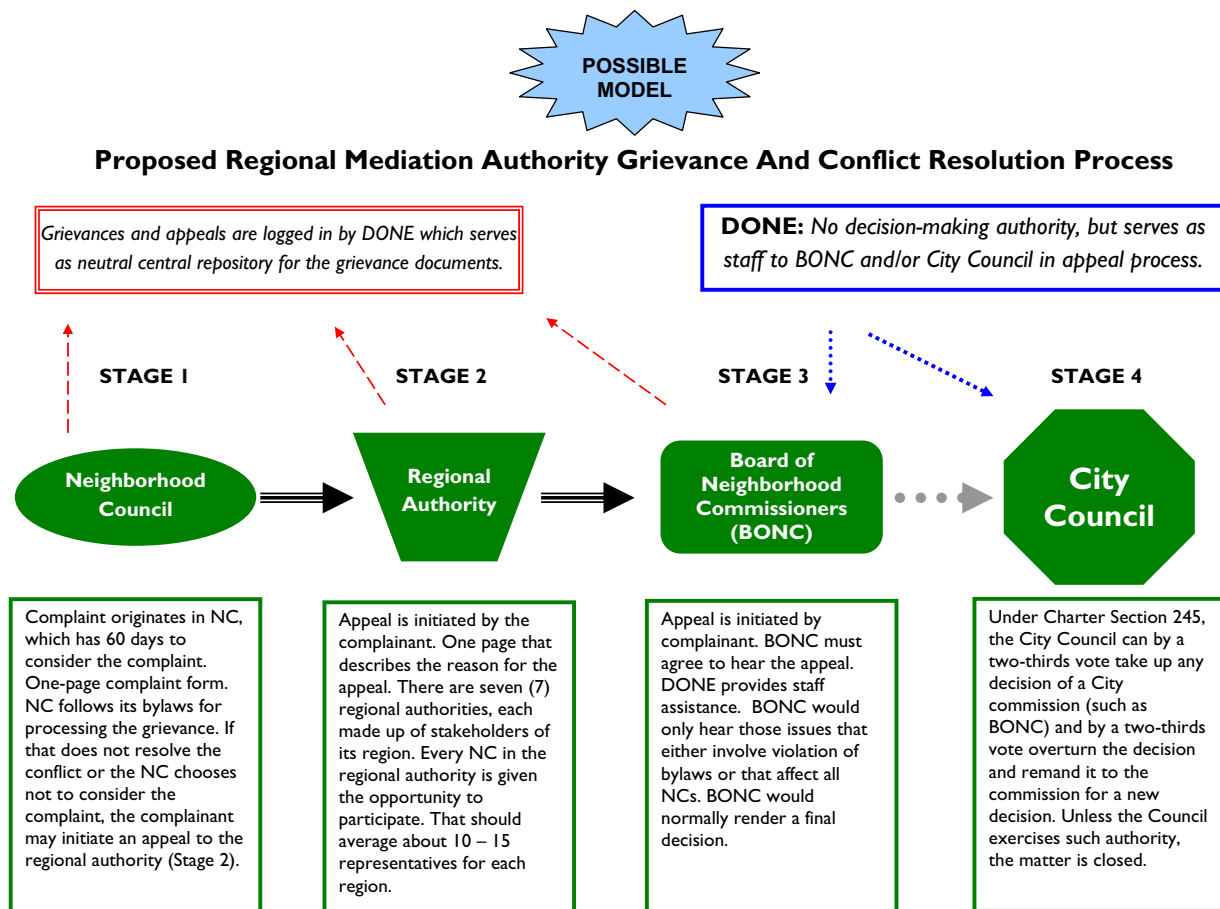 POSSIBLE
MODEL
Proposed Regional Mediation Authority Grievance And Conflict Resolution Process
Grievances and appeals are logged in by DONE which serves
as neutral central repository for the grievance documents.
DONE: No decision-making authority, but serves as
staff to BONC and/or City Council in appeal process.
STAGE 1
STAGE 2
STAGE 3
STAGE 4
Neighborhood
Council
Regional
Authority
Board of
Neighborhood
Commissioners
(BONC)
City
Council
Complaint originates in NC,
which has 60 days to
consider the complaint.
One-page complaint form.
NC follows its bylaws for
processing the grievance. If
that does not resolve the
conflict or the NC chooses
not to consider the
complaint, the complainant
may initiate an appeal to the
regional authority (Stage 2).
Appeal is initiated by the
complainant. One page that
describes the reason for the
appeal. There are seven (7)
regional authorities, each
made up of stakeholders of
its region. Every NC in the
regional authority is given
the opportunity to
participate. That should
average about 10 – 15
representatives for each
region.
Appeal is initiated by
complainant. BONC must
agree to hear the appeal.
DONE provides staff
assistance. BONC would
only hear those issues that
either involve violation of
bylaws or that affect all
NCs. BONC would
normally render a final
decision.
Under Charter Section 245,
the City Council can by a
two-thirds vote take up any
decision of a City
commission (such as
BONC) and by a two-thirds
vote overturn the decision
and remand it to the
commission for a new
decision. Unless the Council
exercises such authority,
the matter is closed.